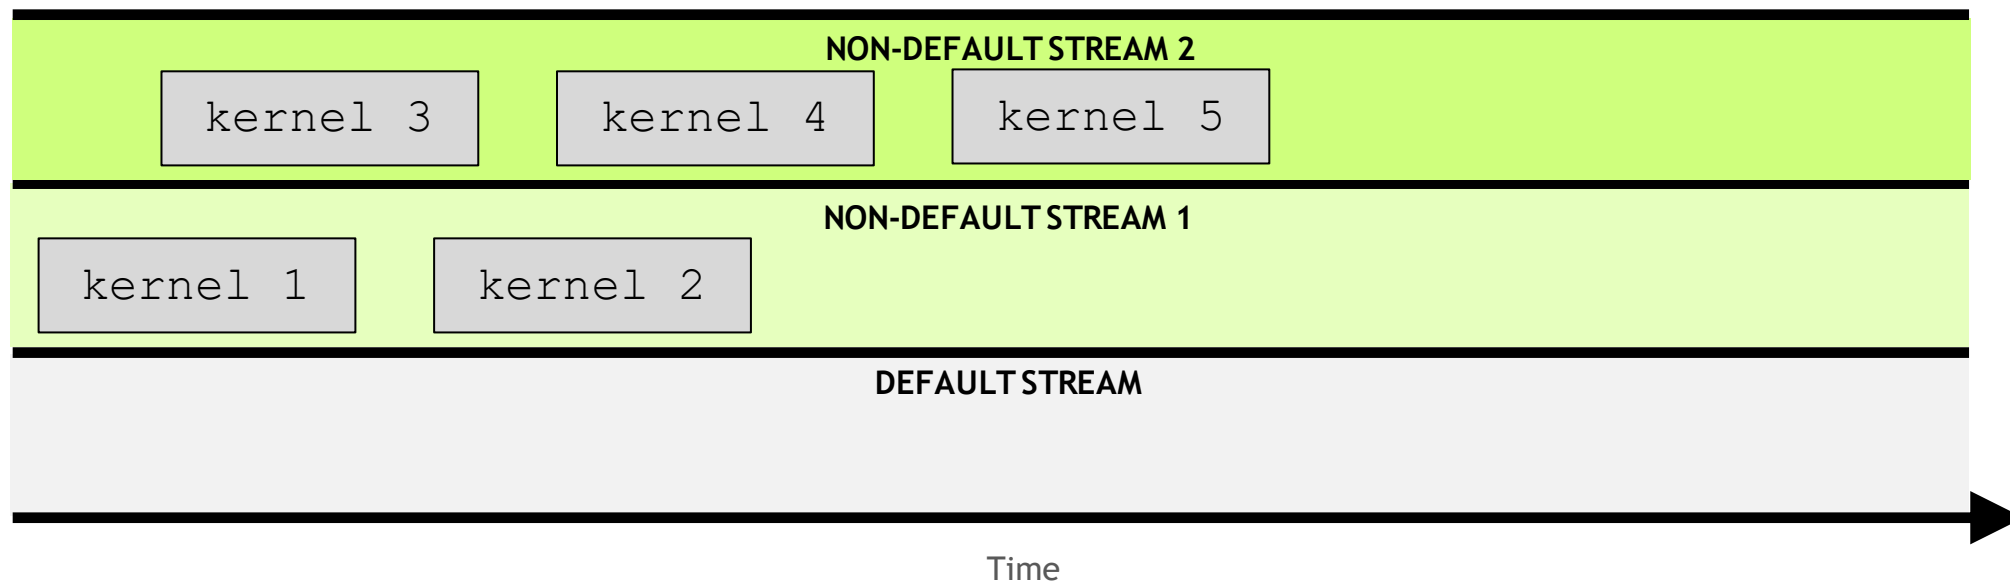 NON-DEFAULT STREAM 2
kernel 3
kernel 4
kernel 5
NON-DEFAULT STREAM 1
kernel 1
kernel 2
DEFAULT STREAM
Time